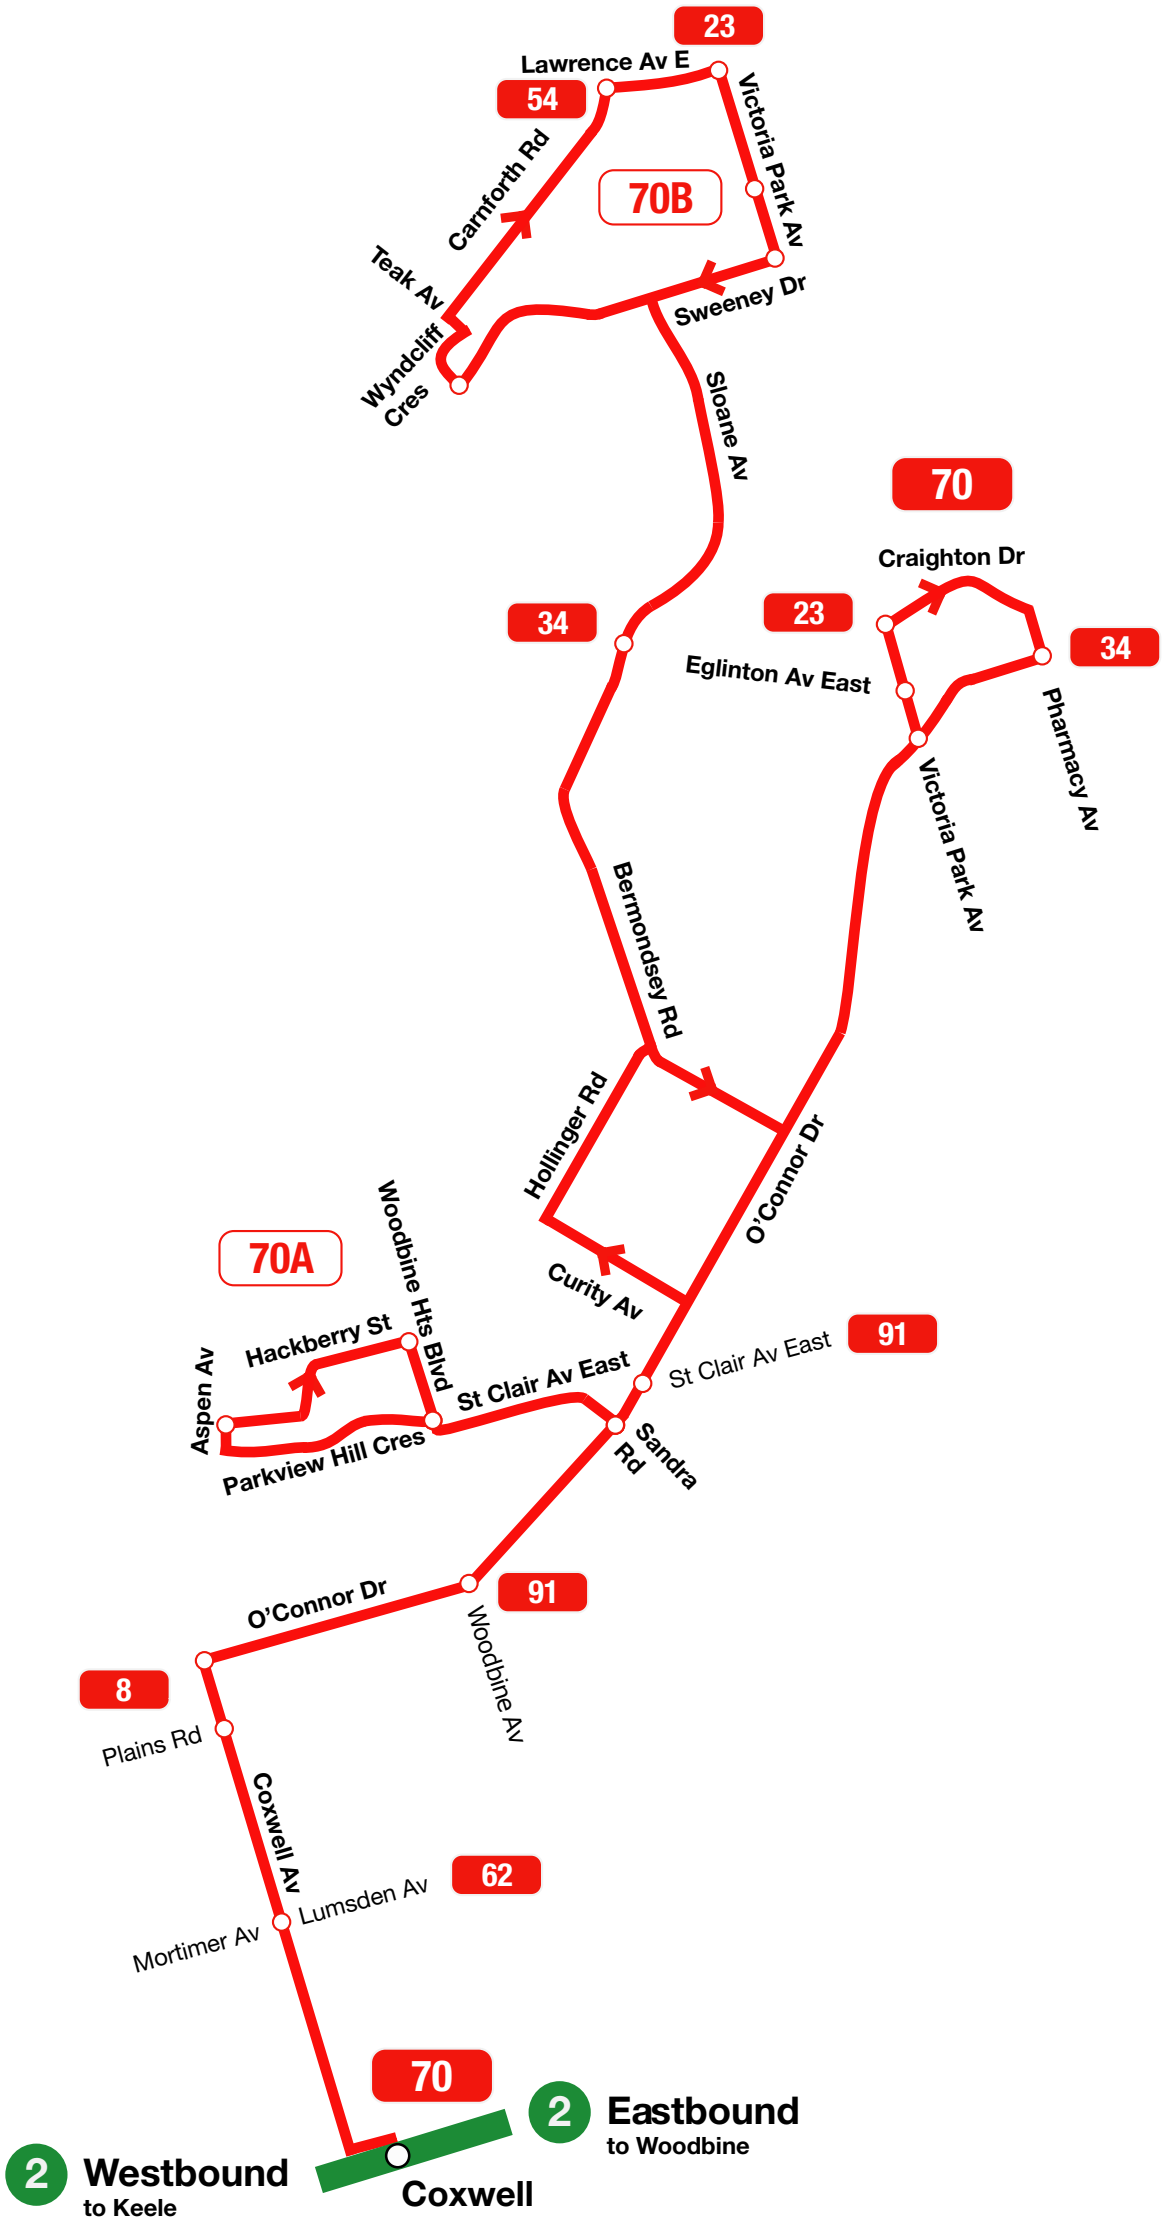 23
Lawrence Av E
54
Victoria Park Av
Carnforth Rd
70B
Teak Av
Sweeney Dr
Wyndcliff
Cres
Sloane Av
70
Craighton Dr
23
34
34
Eglinton Av East
Pharmacy Av
Victoria Park Av
Bermondsey Rd
Hollinger Rd
O'Connor Dr
Woodbine Hts Blvd
70A
Curity Av
Hackberry St
91
St Clair Av East
St Clair Av East
Aspen Av
Parkview Hill Cres
Sandra
Rd
91
O'Connor Dr
Woodbine Av
8
Plains Rd
Coxwell Av
62
Lumsden Av
Mortimer Av
70
2
Eastbound
to Woodbine
2
Westbound
to Keele
Coxwell